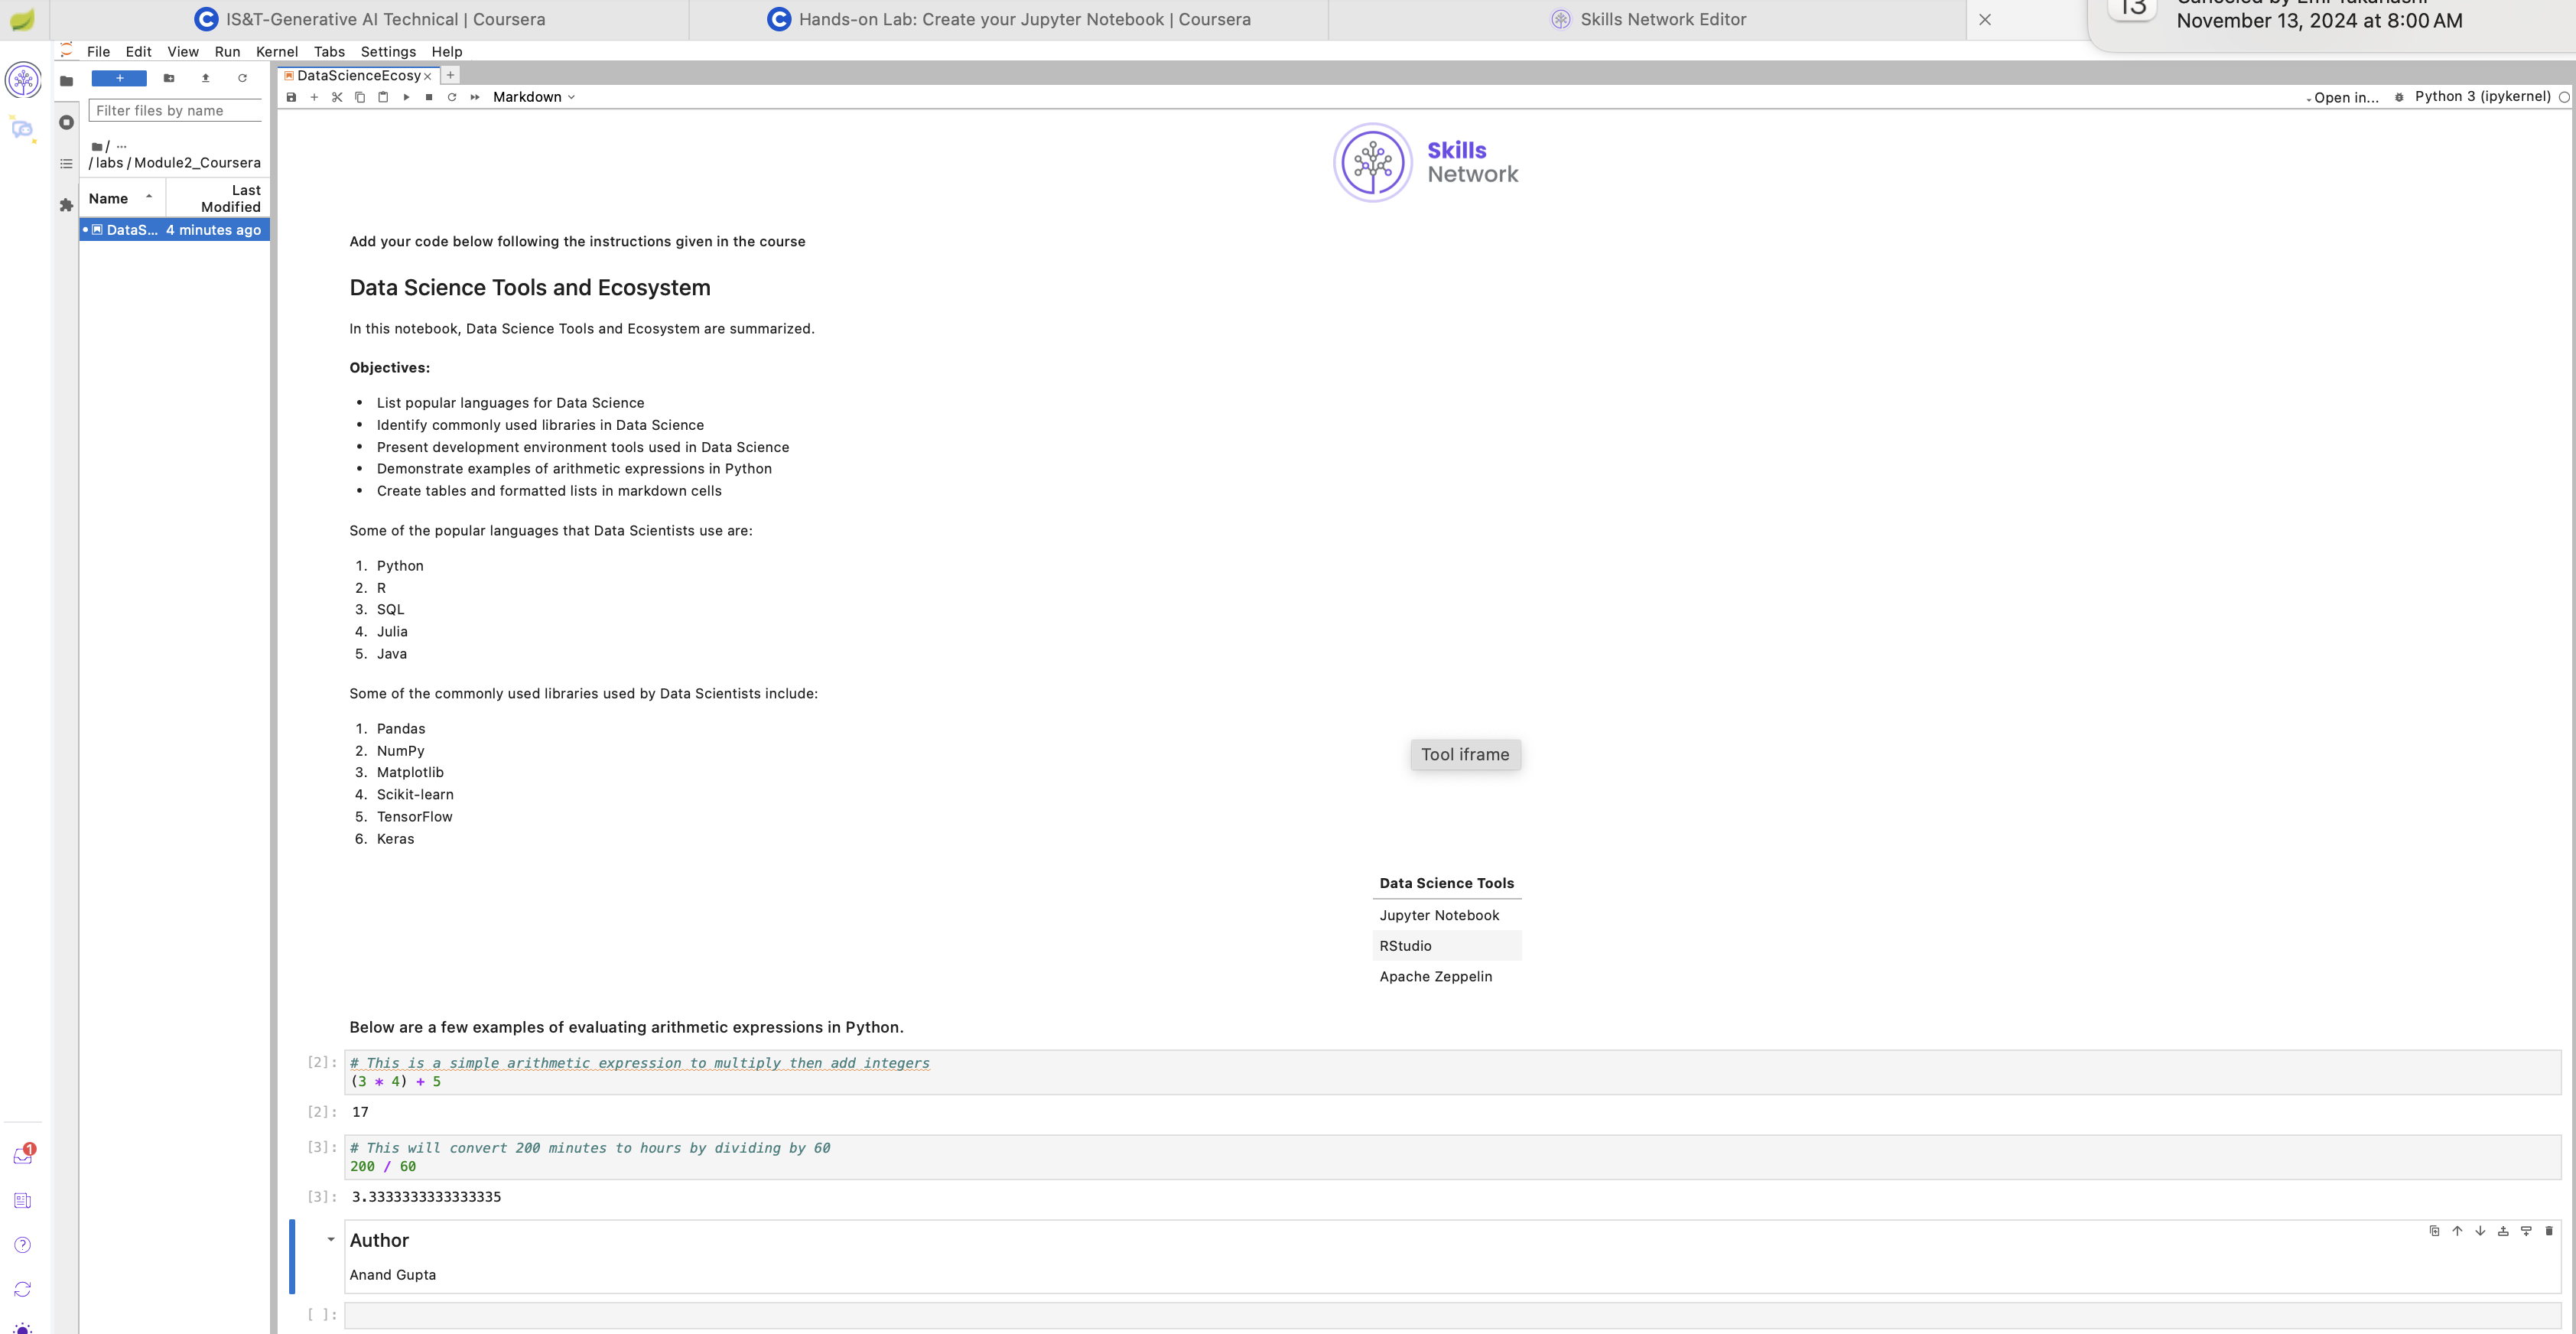 IS&T-Generative AI Technical | Coursera
Hands-on Lab: Create your Jupyter Notebook | Coursera
Skills Network Editor
13
November 13, 2024 at 8:00 AM
File Edit View Run Kernel Tabs Settings Help
DataScienceEcosy
Filter files by name
Markdown
Open in...
Python 3 (ipykernel)
/ ...
/ labs / Module2_Coursera
Name
Last
Modified
DataS... 4 minutes ago
Skills
Network
Add your code below following the instructions given in the course
Data Science Tools and Ecosystem
In this notebook, Data Science Tools and Ecosystem are summarized.
Objectives:
• List popular languages for Data Science
• Identify commonly used libraries in Data Science
• Present development environment tools used in Data Science
• Demonstrate examples of arithmetic expressions in Python
• Create tables and formatted lists in markdown cells
Some of the popular languages that Data Scientists use are:
1. Python
2. R
3. SQL
4. Julia
5. Java
Some of the commonly used libraries used by Data Scientists include:
1. Pandas
2. NumPy
3. Matplotlib
4. Scikit-learn
5. TensorFlow
6. Keras
Tool iframe
Data Science Tools
Jupyter Notebook
RStudio
Apache Zeppelin
Below are a few examples of evaluating arithmetic expressions in Python.
[2]: # This is a simple arithmetic expression to multiply then add integers
(3 * 4) + 5
[2]: 17
[3]: # This will convert 200 minutes to hours by dividing by 60
200 / 60
[3]: 3.3333333333333335
Author
Anand Gupta
[ ]:
1